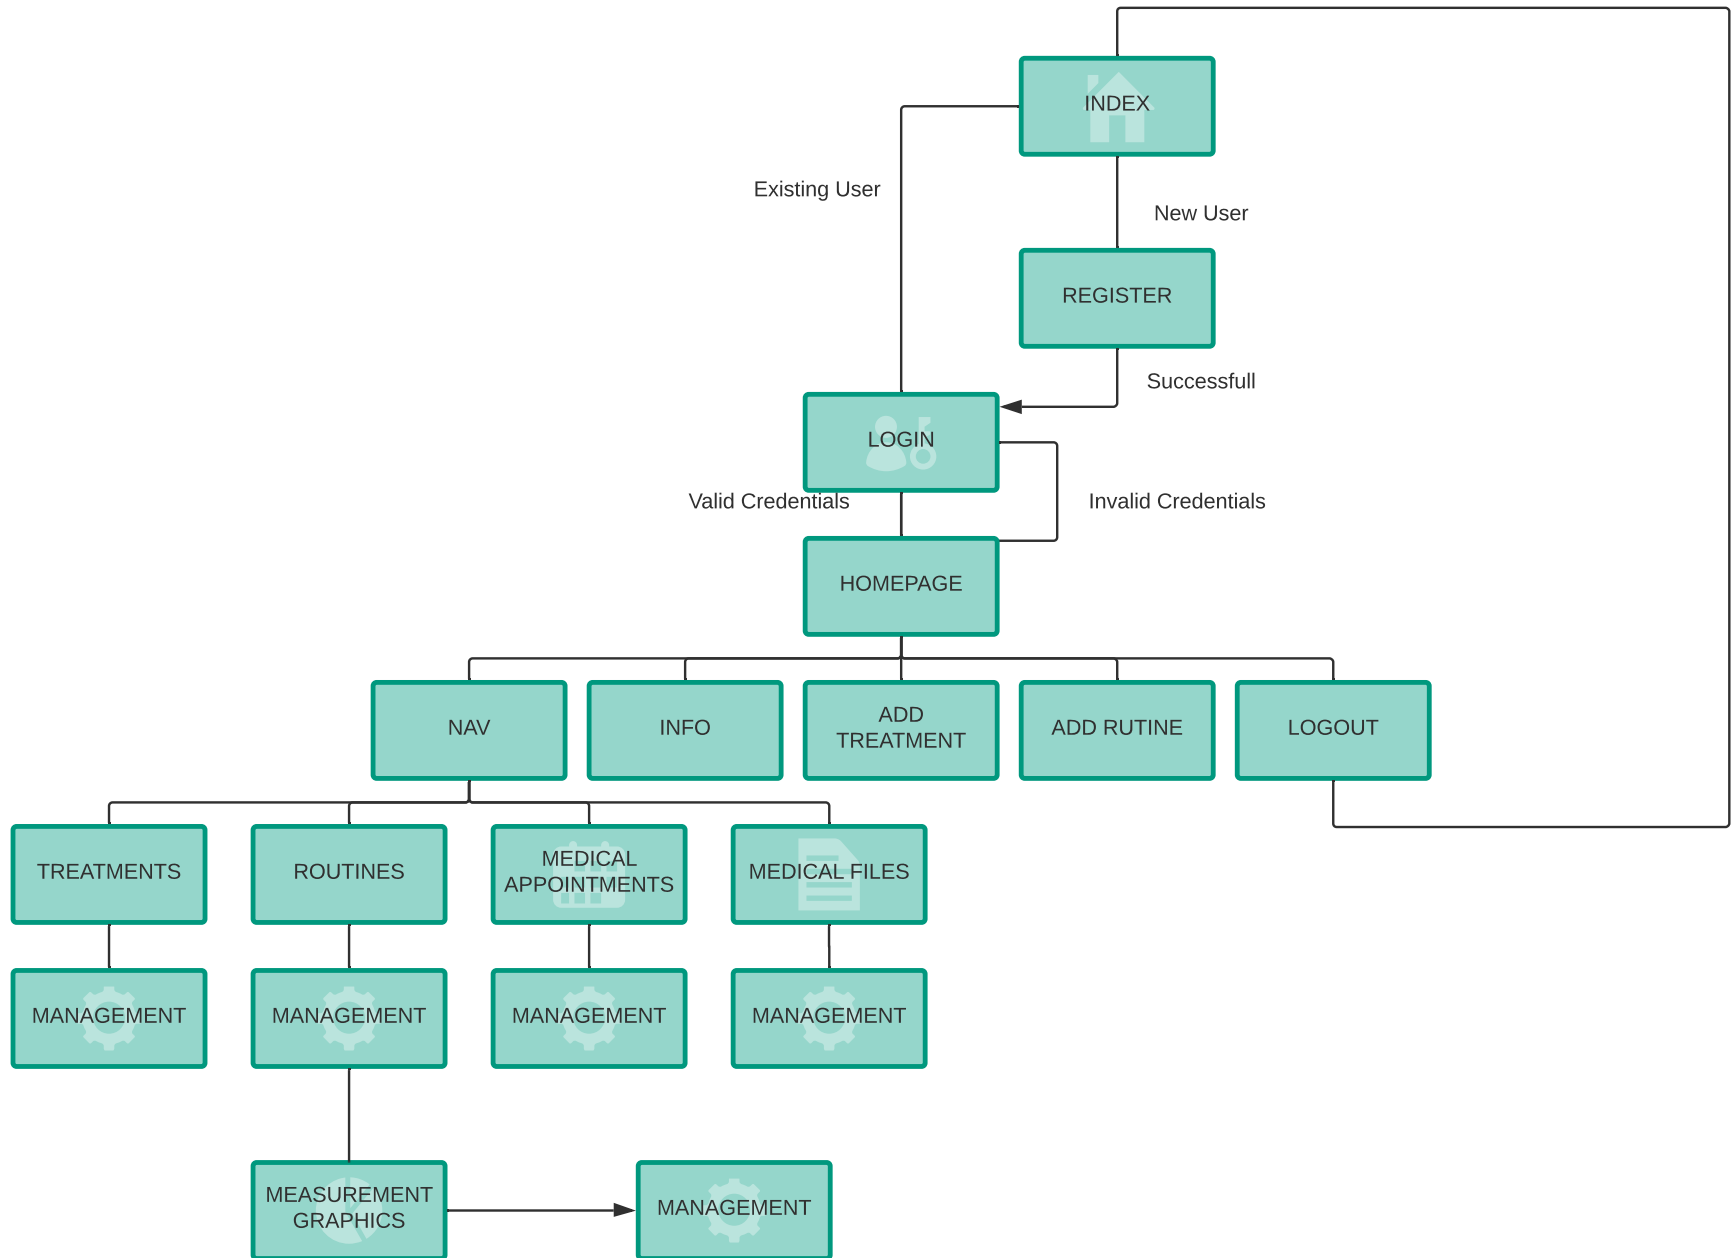 INDEX
Existing User
New User
REGISTER
Successfull
LOGIN
Valid Credentials
Invalid Credentials
HOMEPAGE
NAV
INFO
ADD
TREATMENT
ADD RUTINE
LOGOUT
TREATMENTS
ROUTINES
MEDICAL
APPOINTMENTS
MEDICAL FILES
MANAGEMENT
MANAGEMENT
MANAGEMENT
MANAGEMENT
MEASUREMENT
GRAPHICS
MANAGEMENT